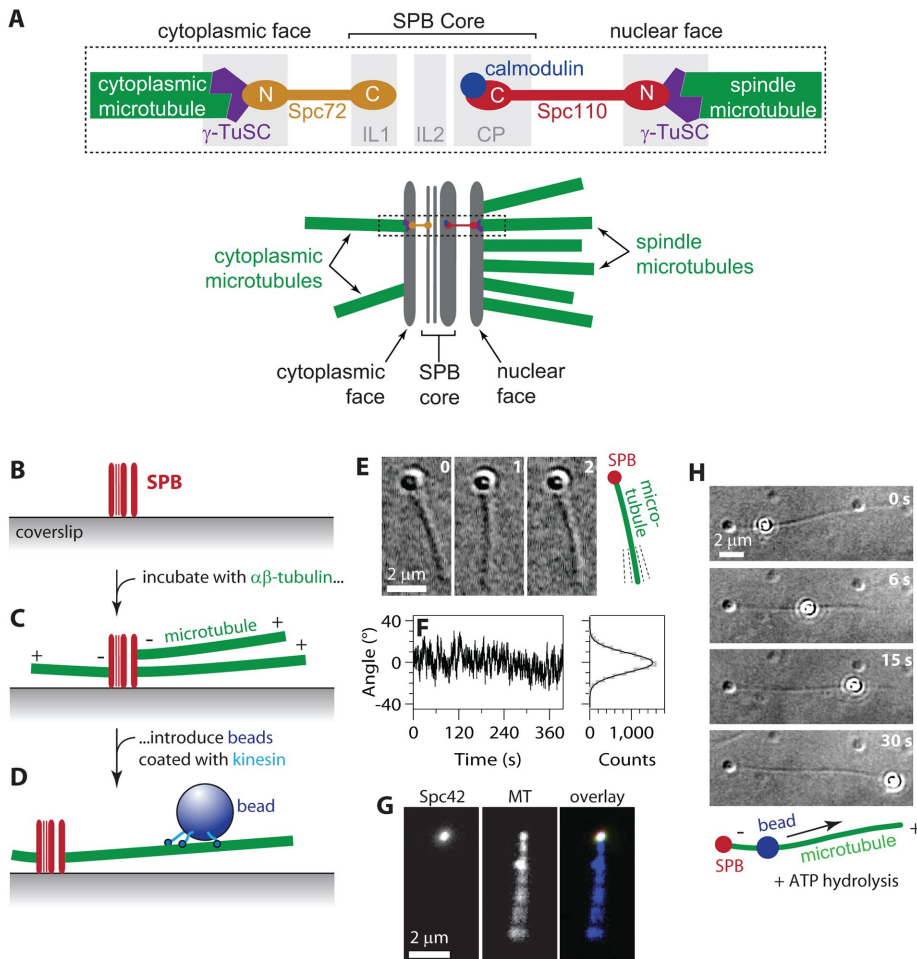 A
cytoplasmic face
SPB Core
nuclear face
cytoplasmic
microtubule
γ-TuSC
N
Spc72
C
IL1
IL2
calmodulin
C
CP
Spc110
N
γ-TuSC
spindle
microtubule
cytoplasmic
microtubules
spindle
microtubules
cytoplasmic
face
SPB
core
nuclear
face
B
SPB
coverslip
incubate with αβ-tubulin...
C
+
-
-
microtubule
+
+
...introduce beads
coated with kinesin
D
bead
E
0
1
2
2 μm
SPB
micro-
tubule
F
Angle (°)
40
0
-40
0
120
240
360
Time (s)
0
1,000
Counts
G
Spc42
MT
overlay
2 μm
H
0 s
2 μm
6 s
15 s
30 s
-
bead
+
SPB
microtubule
+ ATP hydrolysis